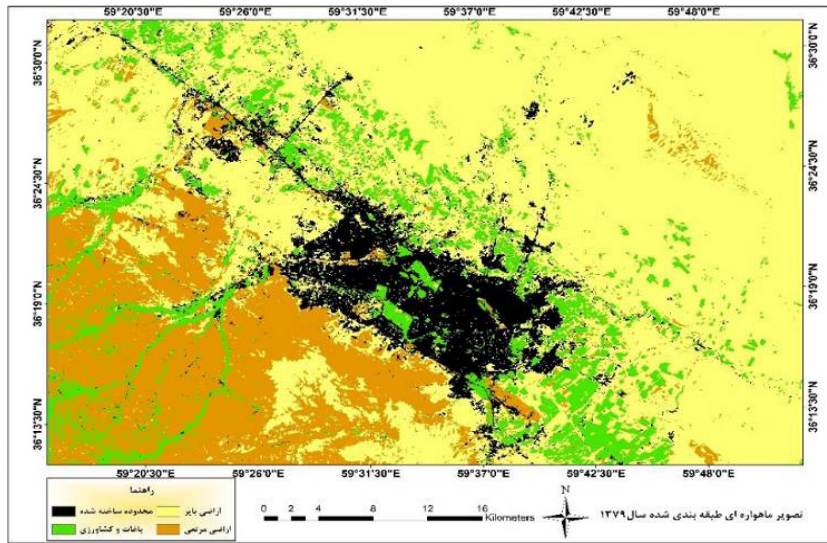 59°20'30"E 59°26'0"E 59°31'30"E 59°37'0"E 59°42'30"E 59°48'0"E
36°30'0"N 36°30'0"N
36°24'30"N 36°24'0"N
36°19'0"N 36°19'0"N
36°13'30"N 36°13'30"N
59°20'30"E 59°26'0"E 59°31'30"E 59°37'0"E 59°42'30"E 59°48'0"E
راهنما
اراضی بایر محدوده ساخته شده
اراضی مرتعی باغات و کشاورزی
0 2 4 8 12 16
Kilometers
N
تصویر ماهواره ای طبقه بندی شده سال ۱۳۷۹